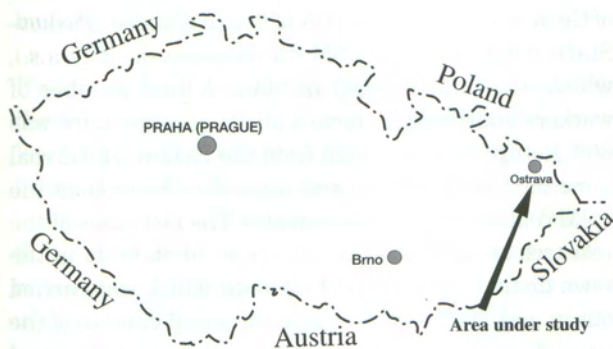 Germany
Poland
PRAHA (PRAGUE)
Ostrava
Germany
Slovakia
Brno
Austria
Area under study